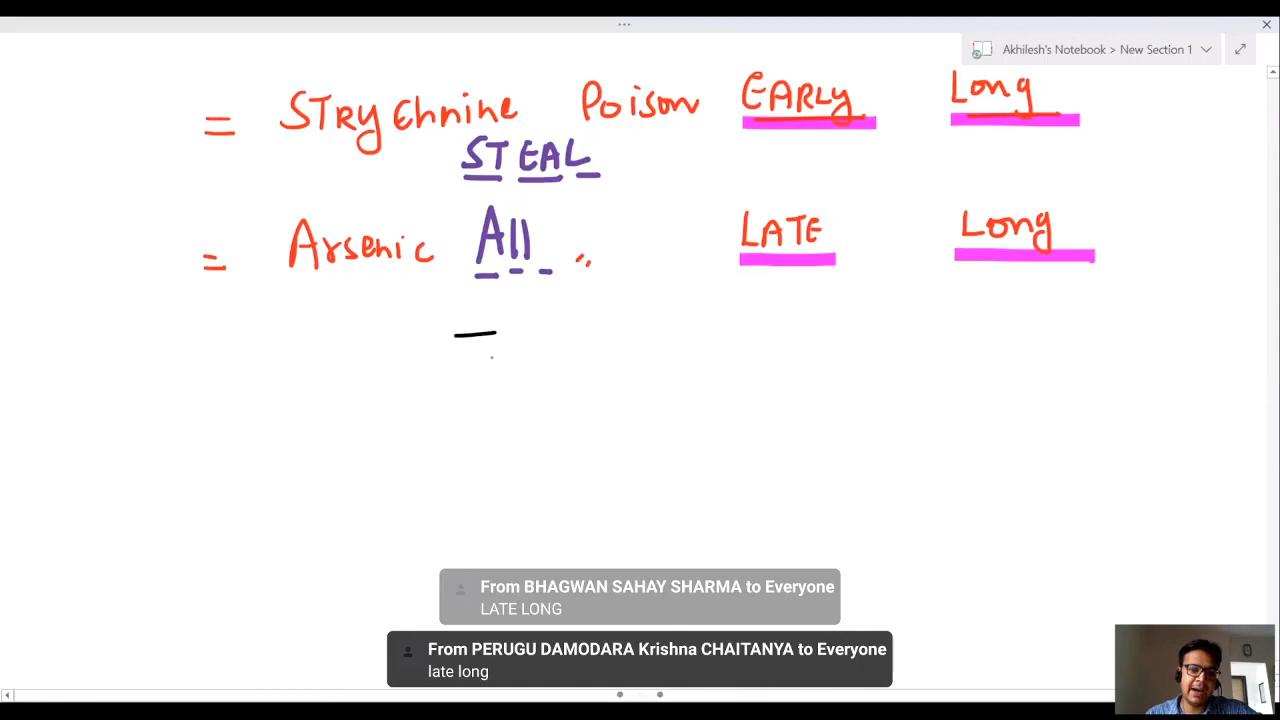 Akhilesh's Notebook > New Section 1
= STRychnine Poison EARLy Long
STEAL
= Arsenic All " LATE Long
From BHAGWAN SAHAY SHARMA to Everyone
LATE LONG
From PERUGU DAMODARA Krishna CHAITANYA to Everyone
late long